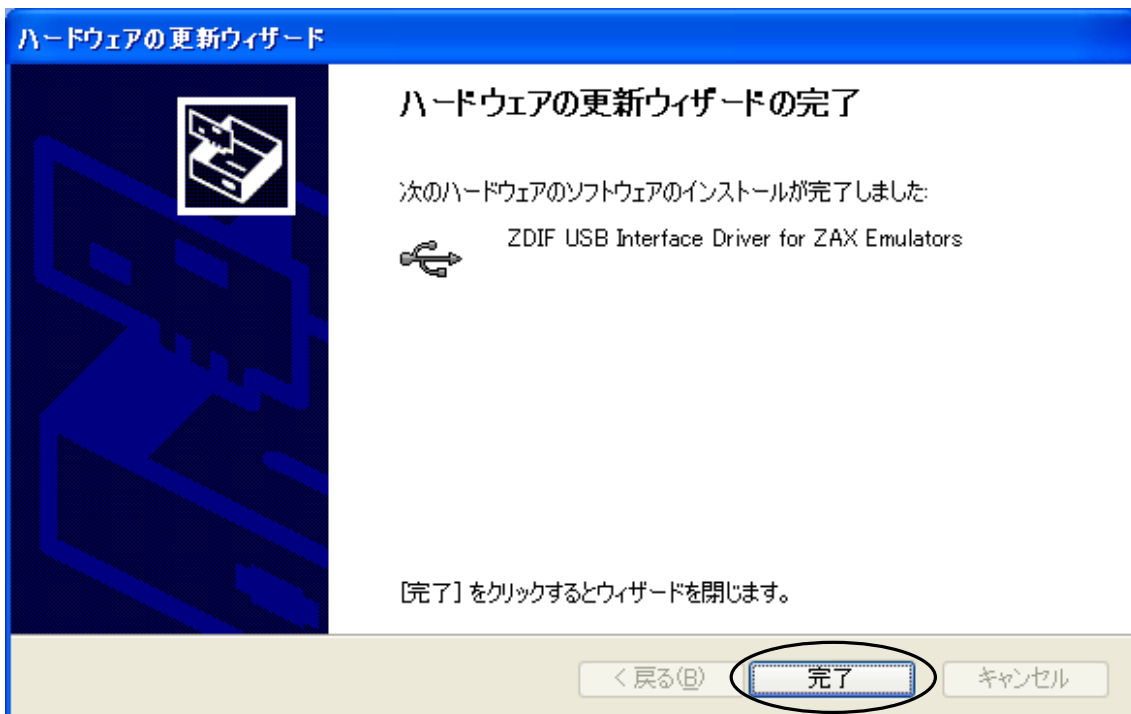 ハードウェアの更新ウィザード
ハードウェアの更新ウィザードの完了
次のハードウェアのソフトウェアのインストールが完了しました:
ZDIF USB Interface Driver for ZAX Emulators
[完了] をクリックするとウィザードを閉じます。
< 戻る(B)
完了
キャンセル